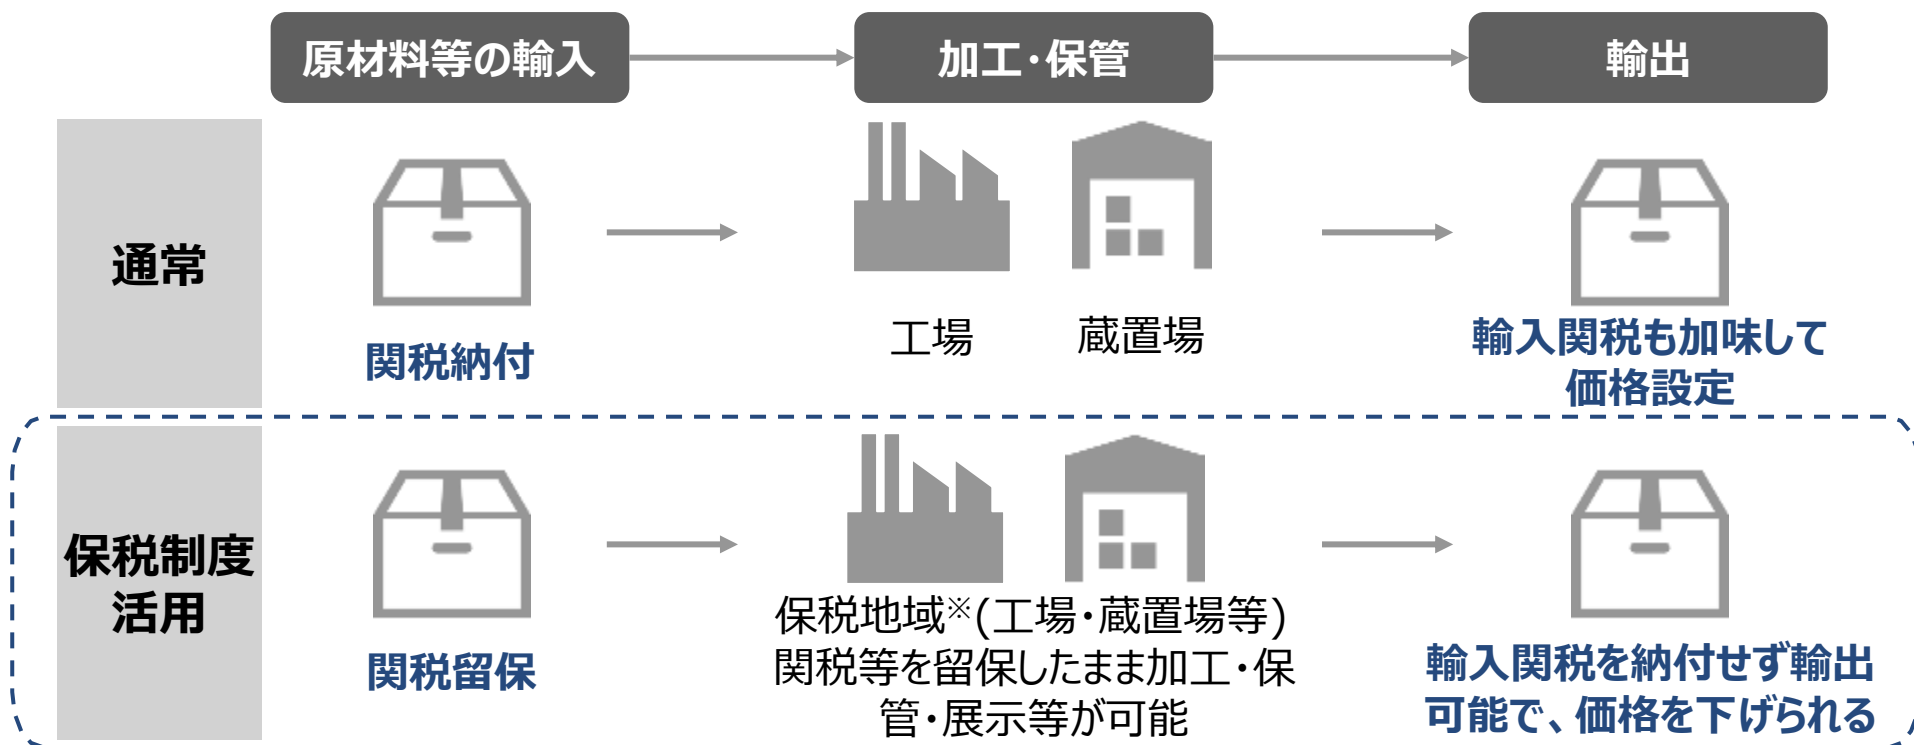 原材料等の輸入
加工・保管
輸出
通常
関税納付
工場
蔵置場
輸入関税も加味して
価格設定
保税制度
活用
関税留保
保税地域※(工場・蔵置場等)
関税等を留保したまま加工・保
管・展示等が可能
輸入関税を納付せず輸出
可能で、価格を下げられる